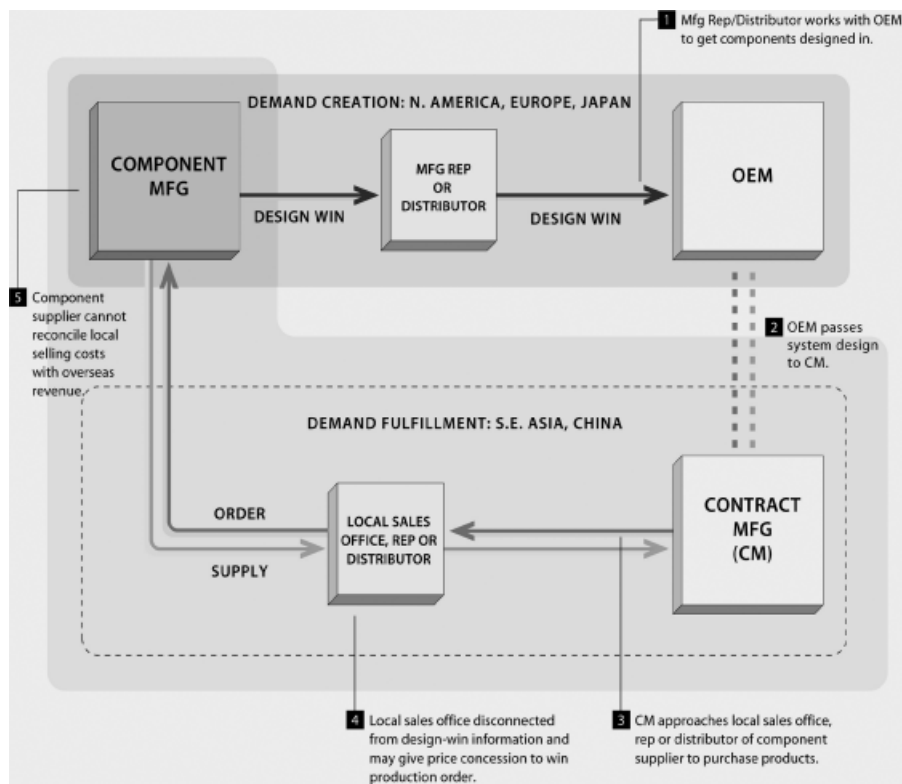 1 Mfg Rep/Distributor works with OEM
to get components designed in.
DEMAND CREATION: N. AMERICA, EUROPE, JAPAN
COMPONENT
MFG
DESIGN WIN
MFG REP
OR
DISTRIBUTOR
DESIGN WIN
OEM
5 Component
supplier cannot
reconcile local
selling costs
with overseas
revenue.
2 OEM passes
system design
to CM.
DEMAND FULFILLMENT: S.E. ASIA, CHINA
ORDER
SUPPLY
LOCAL SALES
OFFICE, REP OR
DISTRIBUTOR
CONTRACT
MFG
(CM)
4 Local sales office disconnected
from design-win information and
may give price concession to win
production order.
3 CM approaches local sales office,
rep or distributor of component
supplier to purchase products.